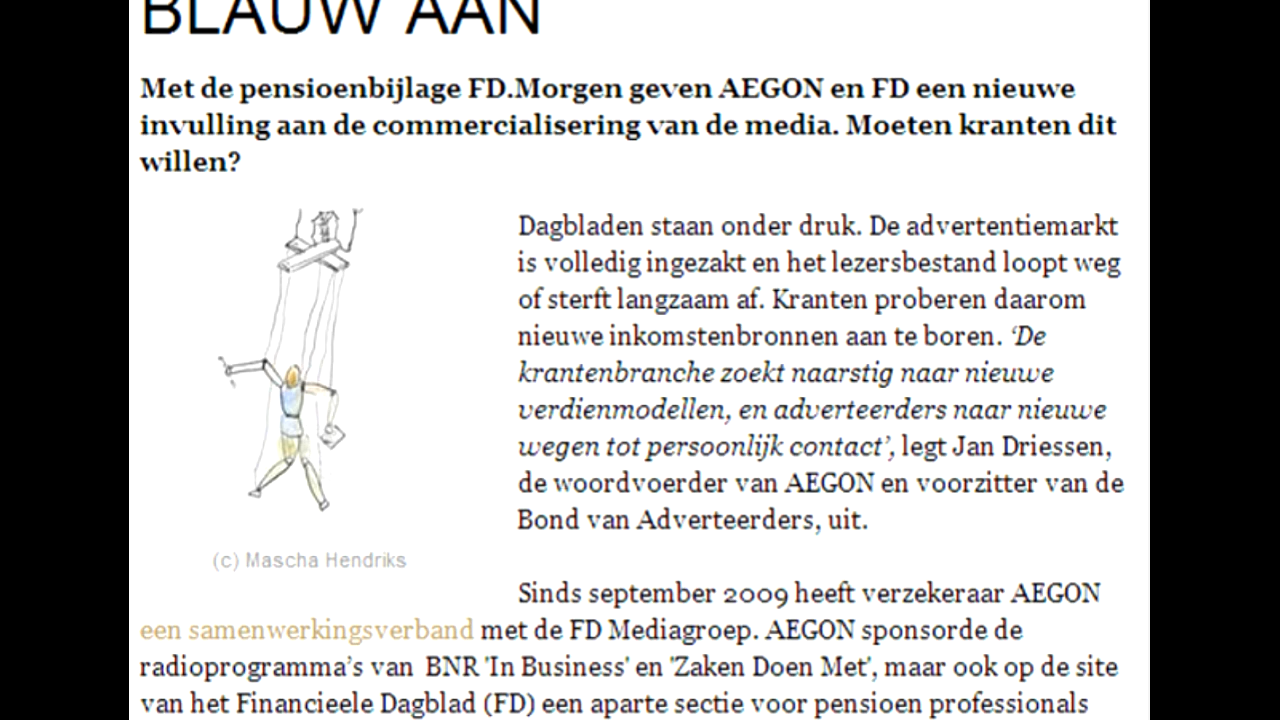 BLAUW AAN
Met de pensioenbijlage FD.Morgen geven AEGON en FD een nieuwe
invulling aan de commercialisering van de media. Moeten kranten dit
willen?
Dagbladen staan onder druk. De advertentiemarkt
is volledig ingezakt en het lezersbestand loopt weg
of sterft langzaam af. Kranten proberen daarom
nieuwe inkomstenbronnen aan te boren. ‘De
krantenbranche zoekt naarstig naar nieuwe
verdienmodellen, en adverteerders naar nieuwe
wegen tot persoonlijk contact’, legt Jan Driessen,
de woordvoerder van AEGON en voorzitter van de
Bond van Adverteerders, uit.
(c) Mascha Hendriks
Sinds september 2009 heeft verzekeraar AEGON
een samenwerkingsverband met de FD Mediagroep. AEGON sponsorde de
radioprogramma’s van BNR 'In Business' en 'Zaken Doen Met', maar ook op de site
van het Financieele Dagblad (FD) een aparte sectie voor pensioen professionals